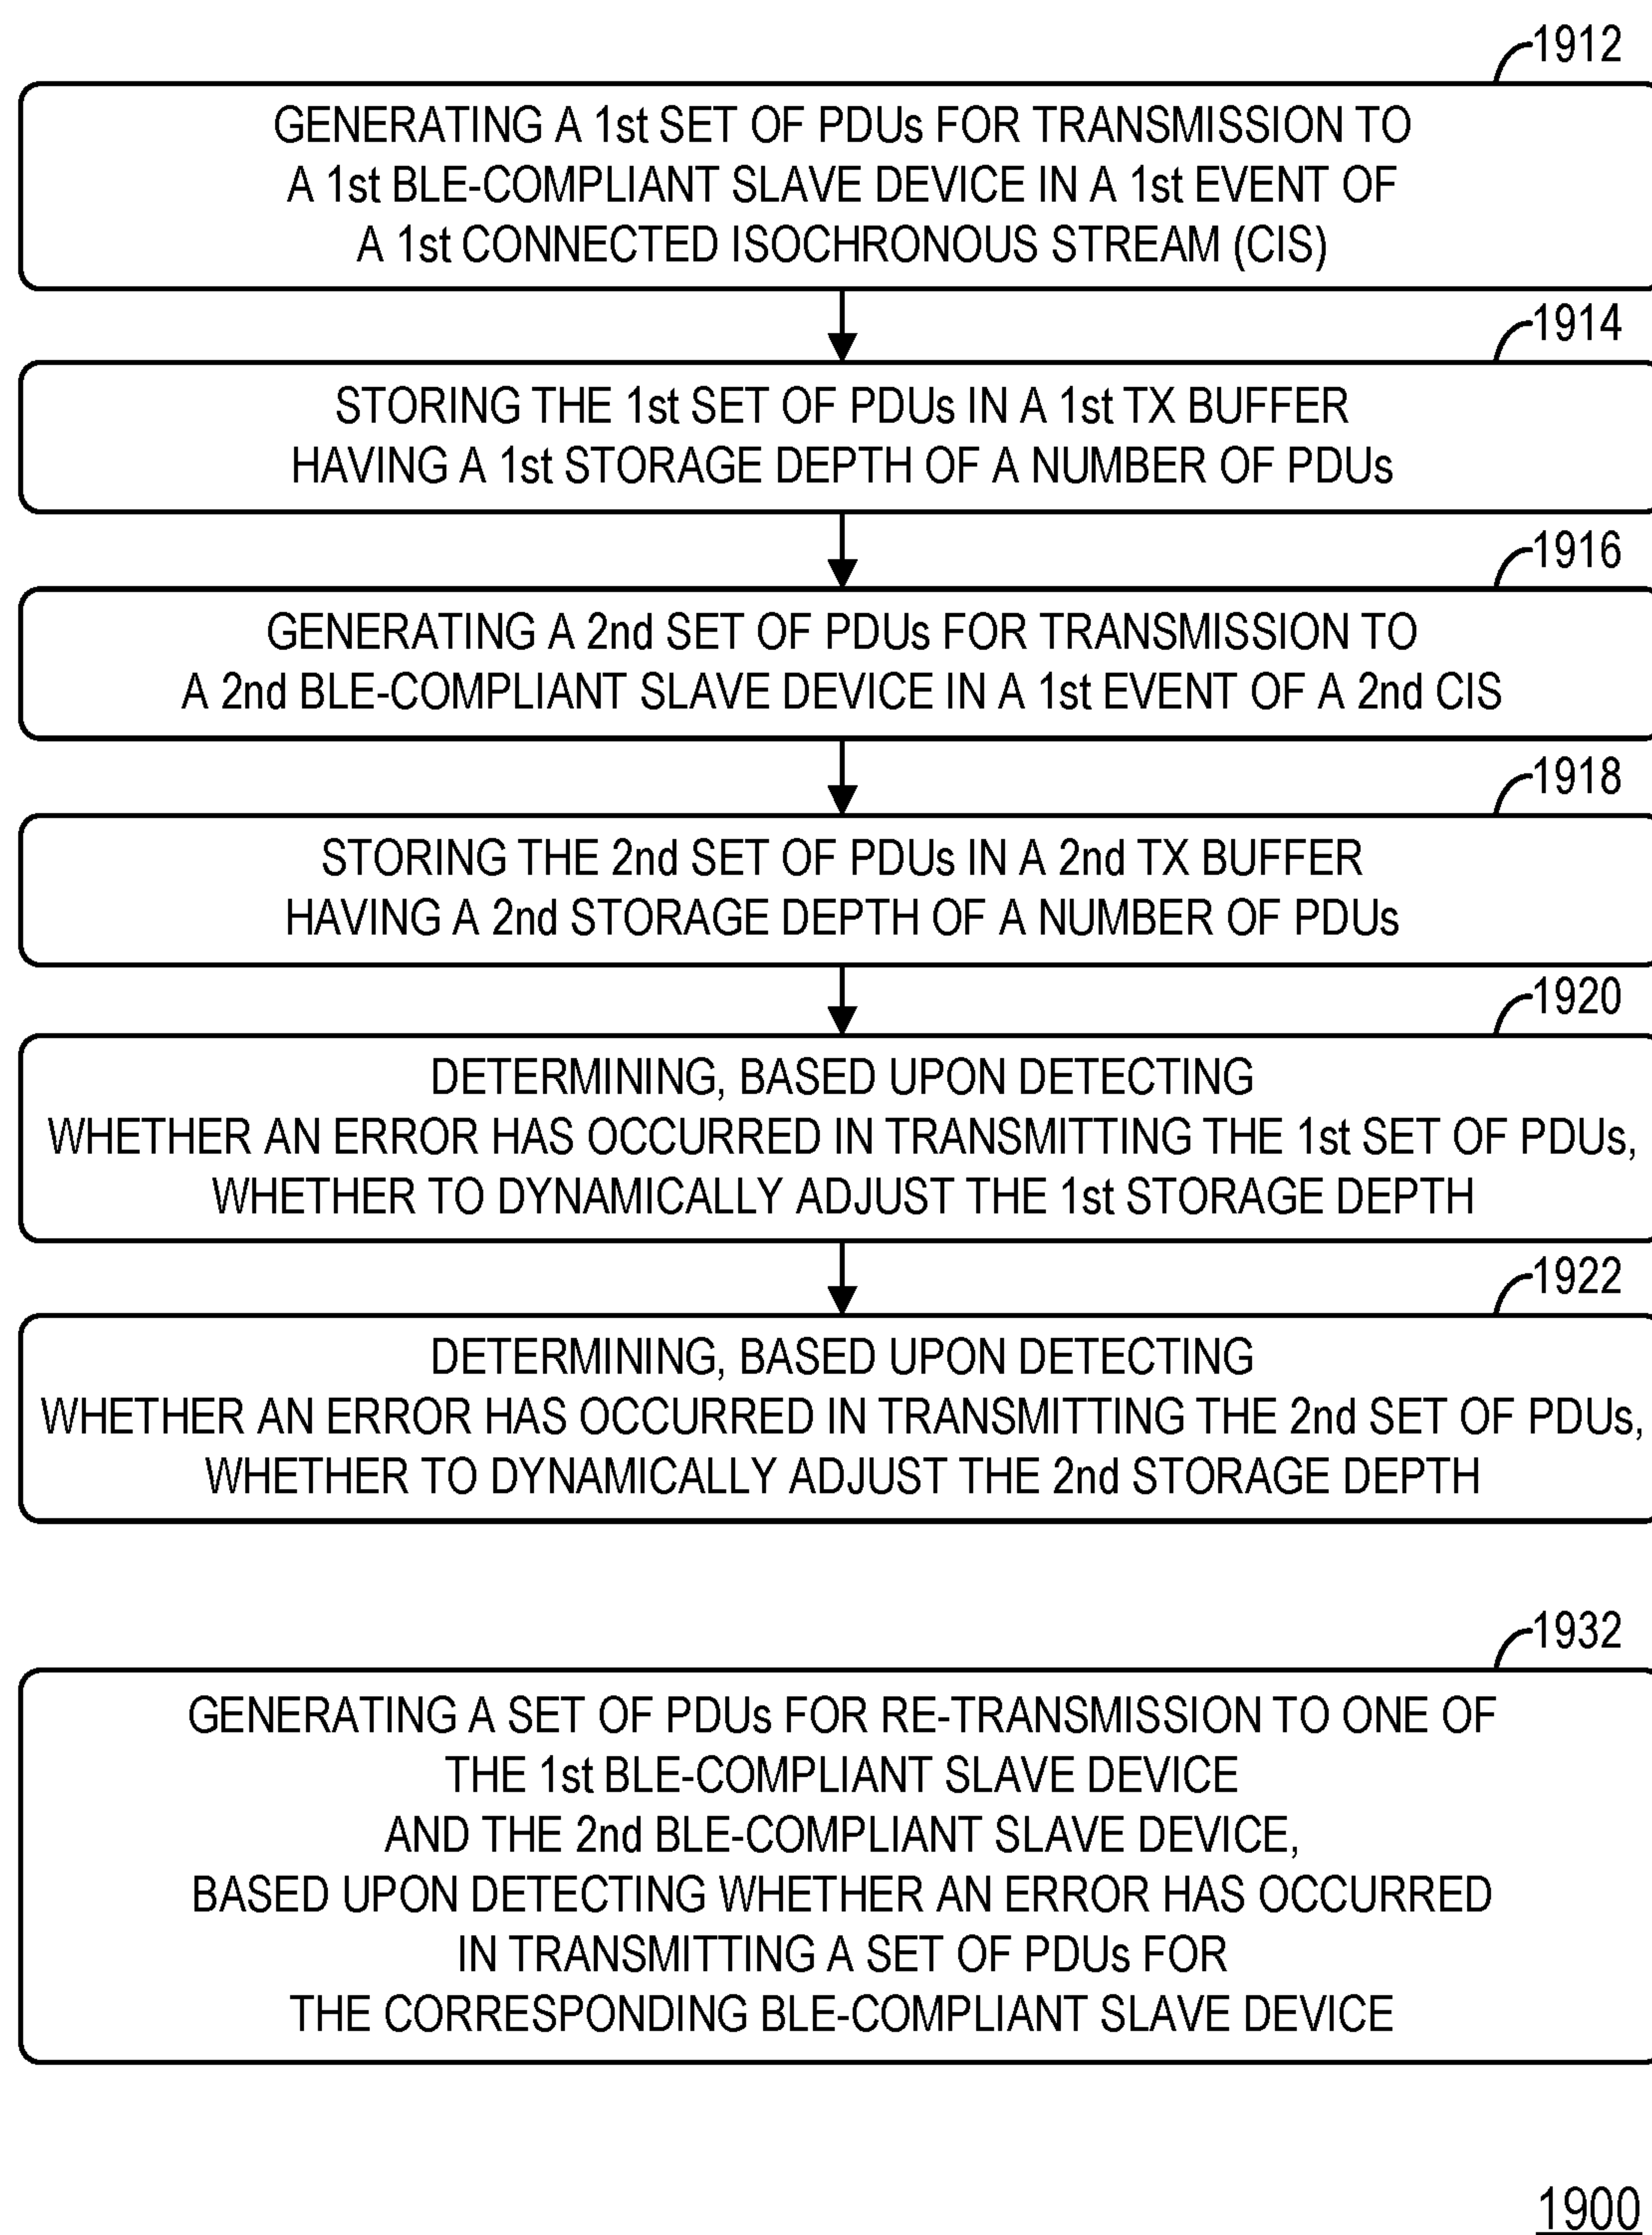 1912
GENERATING A 1st SET OF PDUs FOR TRANSMISSION TO
A 1st BLE-COMPLIANT SLAVE DEVICE IN A 1st EVENT OF
A 1st CONNECTED ISOCHRONOUS STREAM (CIS)
1914
STORING THE 1st SET OF PDUs IN A 1st TX BUFFER
HAVING A 1st STORAGE DEPTH OF A NUMBER OF PDUs
1916
GENERATING A 2nd SET OF PDUs FOR TRANSMISSION TO
A 2nd BLE-COMPLIANT SLAVE DEVICE IN A 1st EVENT OF A 2nd CIS
1918
STORING THE 2nd SET OF PDUs IN A 2nd TX BUFFER
HAVING A 2nd STORAGE DEPTH OF A NUMBER OF PDUs
1920
DETERMINING, BASED UPON DETECTING
WHETHER AN ERROR HAS OCCURRED IN TRANSMITTING THE 1st SET OF PDUs,
WHETHER TO DYNAMICALLY ADJUST THE 1st STORAGE DEPTH
1922
DETERMINING, BASED UPON DETECTING
WHETHER AN ERROR HAS OCCURRED IN TRANSMITTING THE 2nd SET OF PDUs,
WHETHER TO DYNAMICALLY ADJUST THE 2nd STORAGE DEPTH
1932
GENERATING A SET OF PDUs FOR RE-TRANSMISSION TO ONE OF
THE 1st BLE-COMPLIANT SLAVE DEVICE
AND THE 2nd BLE-COMPLIANT SLAVE DEVICE,
BASED UPON DETECTING WHETHER AN ERROR HAS OCCURRED
IN TRANSMITTING A SET OF PDUs FOR
THE CORRESPONDING BLE-COMPLIANT SLAVE DEVICE
1900